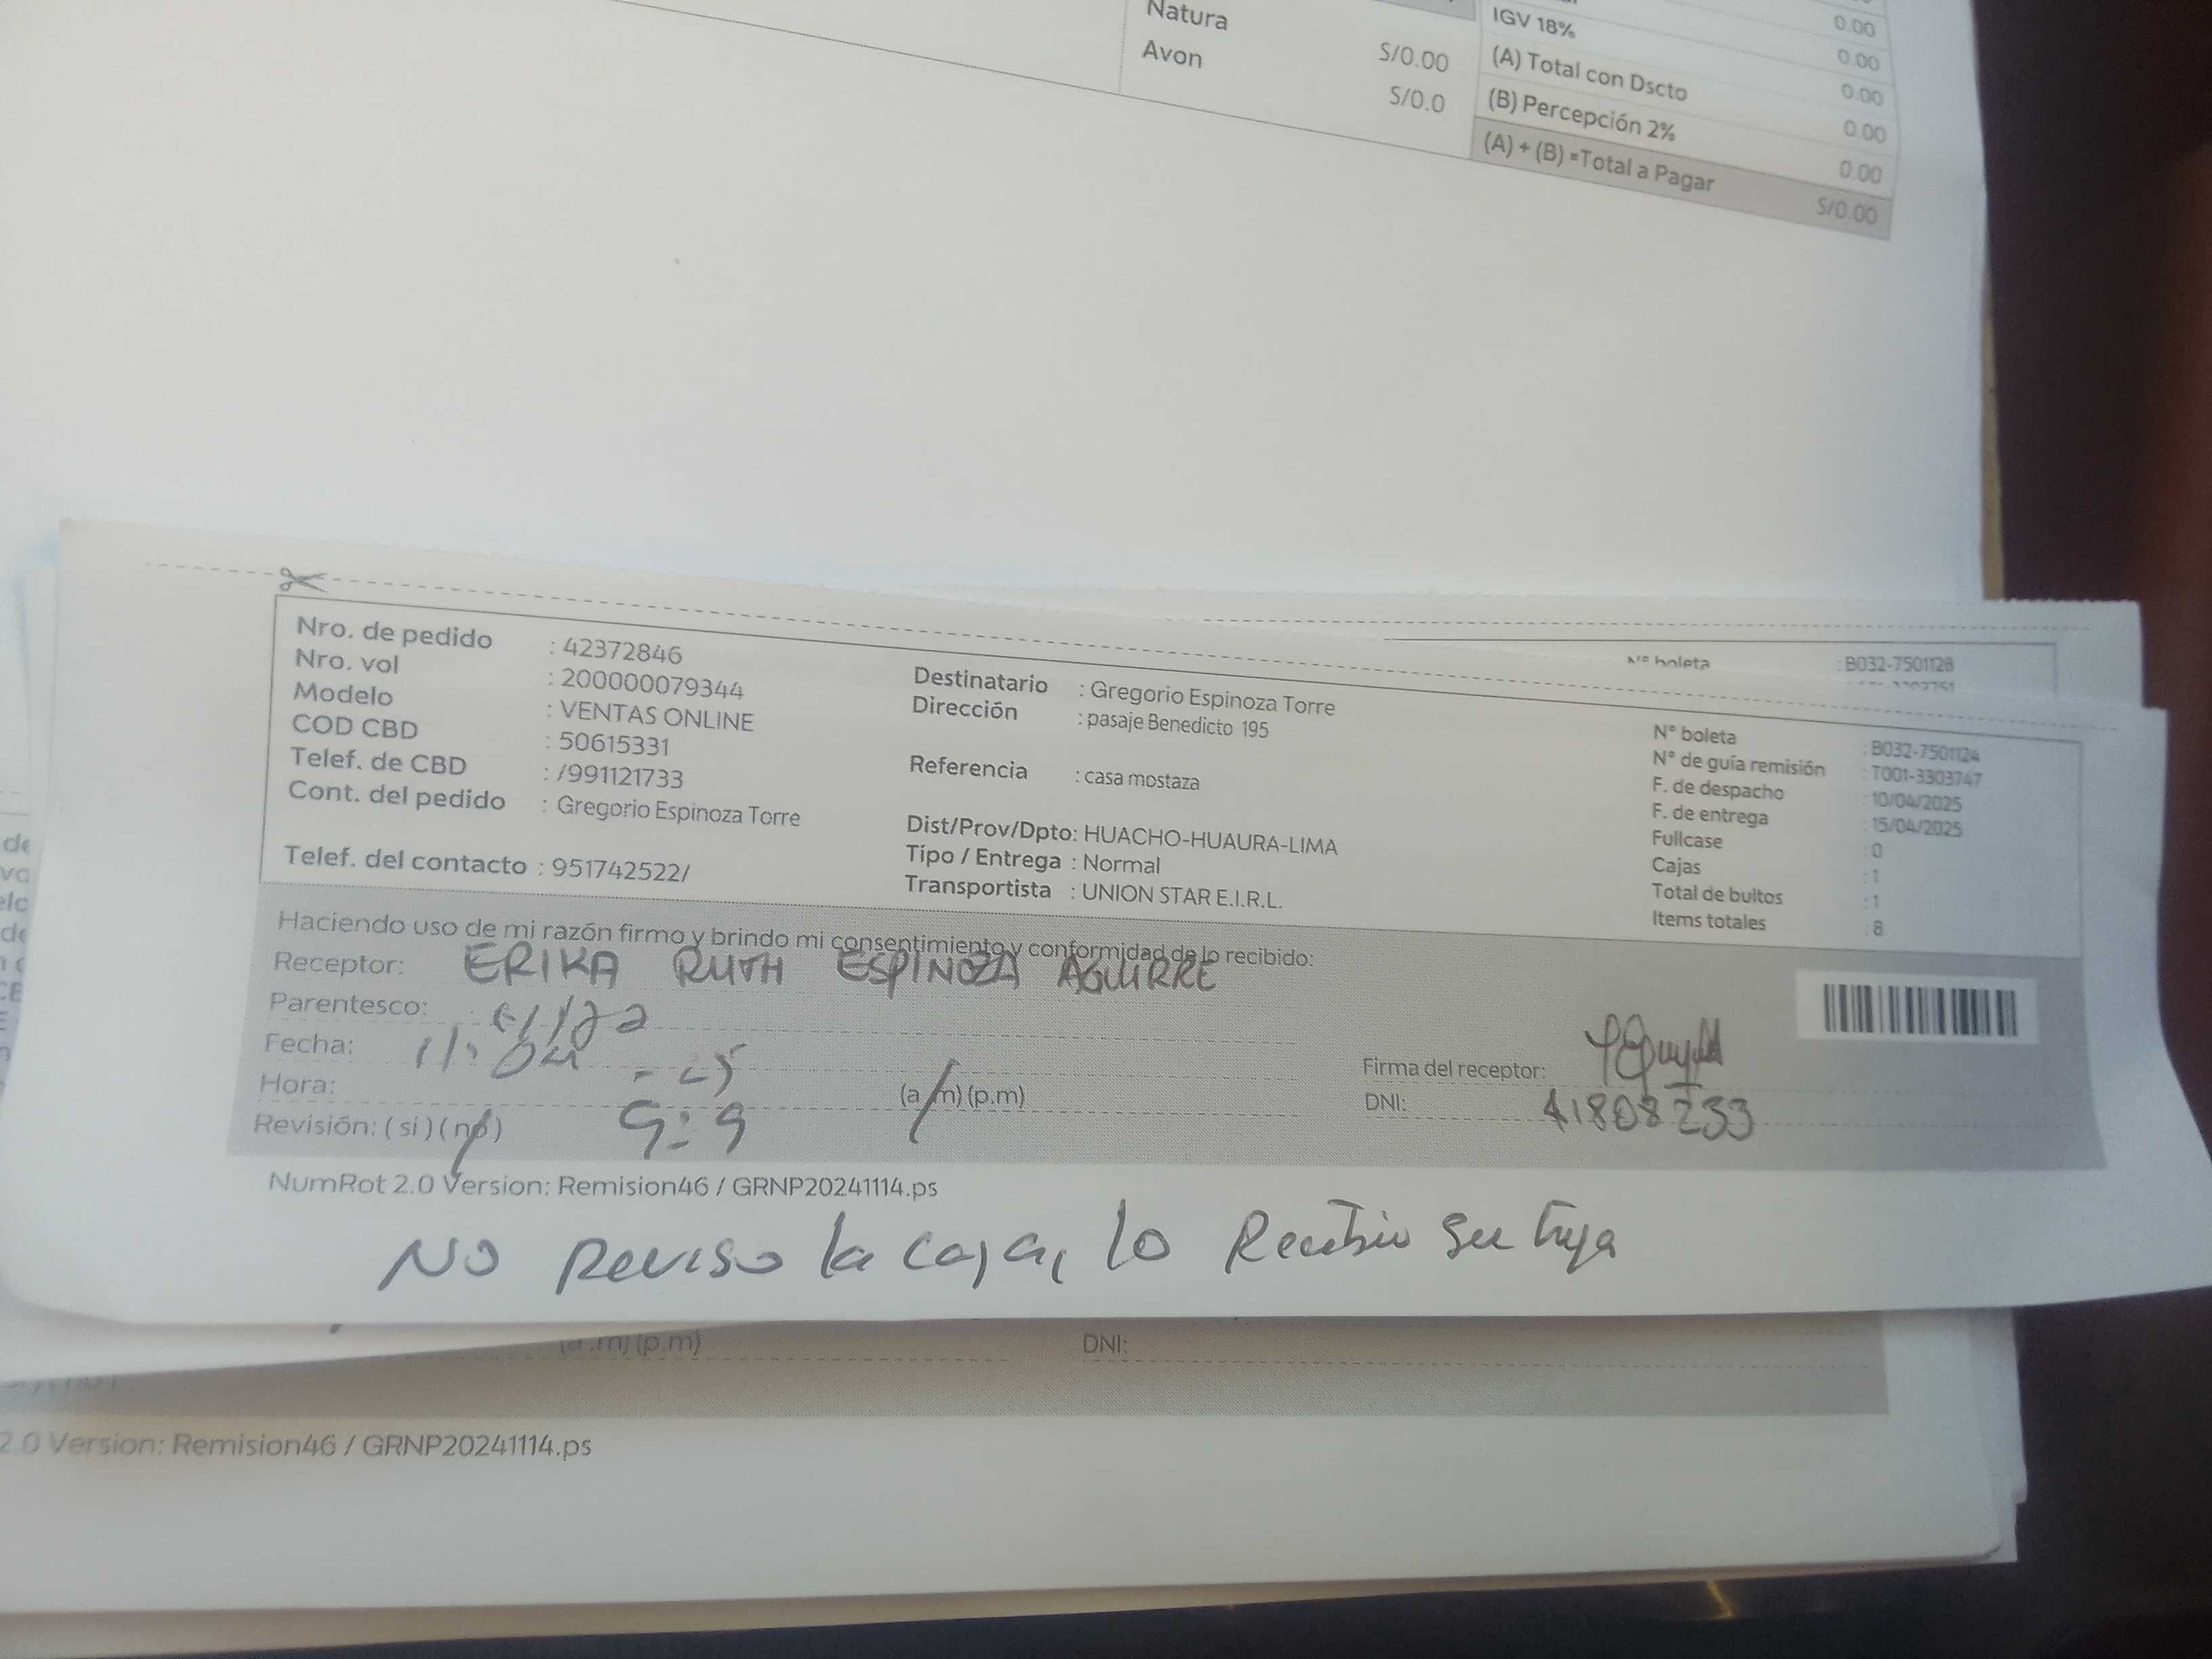 Natura S/0.00
Avon S/0.0
0.00
IGV 18% 0.00
(A) Total con Dscto 0.00
(B) Percepción 2% 0.00
0.00
(A) + (B) =Total a Pagar S/0.00
Nº boleta : B032-7501128
Nro. de pedido : 42372846
Nro. vol : 200000079344
Modelo : VENTAS ONLINE
COD CBD : 50615331
Telef. de CBD : /991121733
Cont. del pedido : Gregorio Espinoza Torre
Telef. del contacto : 951742522/
Destinatario : Gregorio Espinoza Torre
Dirección : pasaje Benedicto 195
Referencia : casa mostaza
Dist/Prov/Dpto: HUACHO-HUAURA-LIMA
Tipo / Entrega : Normal
Transportista : UNION STAR E.I.R.L.
N° boleta : B032-7501124
N° de guía remisión : T001-3303747
F. de despacho : 10/04/2025
F. de entrega : 15/04/2025
Fullcase : 0
Cajas : 1
Total de bultos : 1
Items totales : 8
Haciendo uso de mi razón firmo y brindo mi consentimiento y conformidad de lo recibido:
Receptor: ERIKA RUTH ESPINOZA AGUIRRE
Parentesco:
Fecha: 11. 04 - 25
Hora: 9:9 (a.m) (p.m)
Revisión: ( si ) ( no )
Firma del receptor:
DNI: 41808233
NumRot 2.0 Version: Remision46 / GRNP20241114.ps
No Reviso la caja, lo Recibio su hija
(a .m) (p.m) DNI:
2.0 Version: Remision46 / GRNP20241114.ps